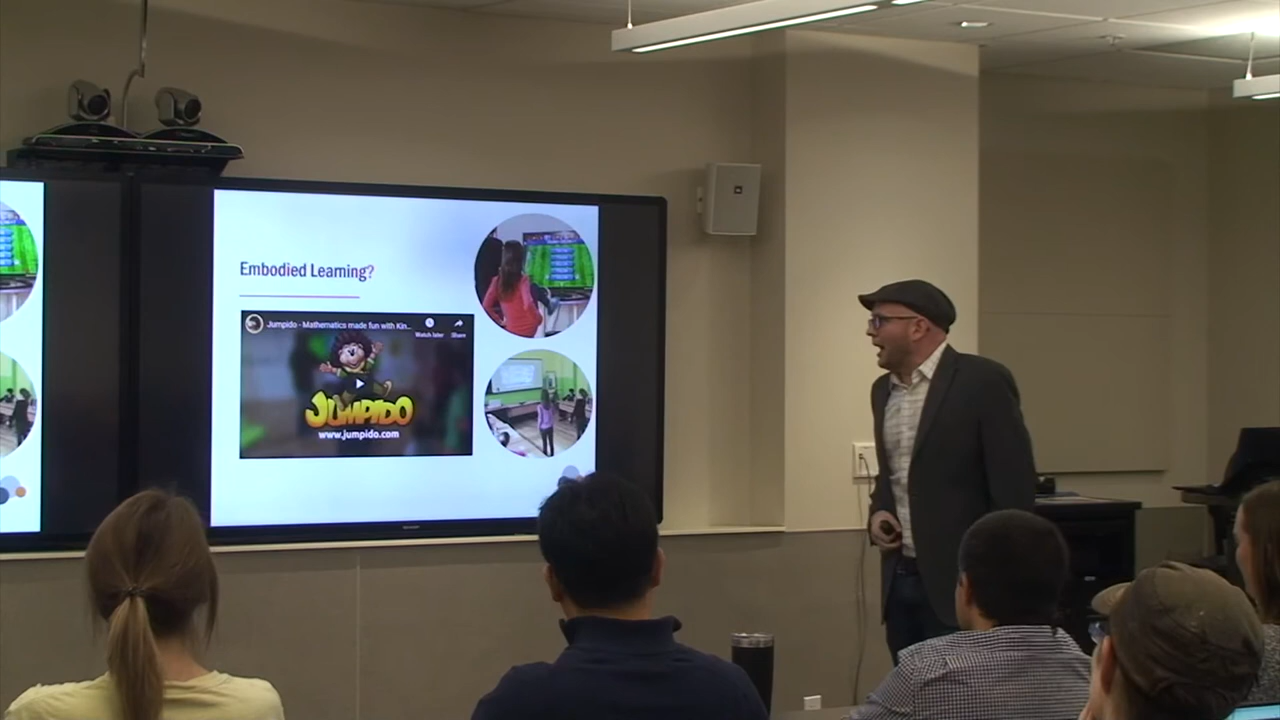 Embodied Learning?
Jumpido - Mathematics made fun with Kin...
Watch later
Share
JUMPIDO
www.jumpido.com